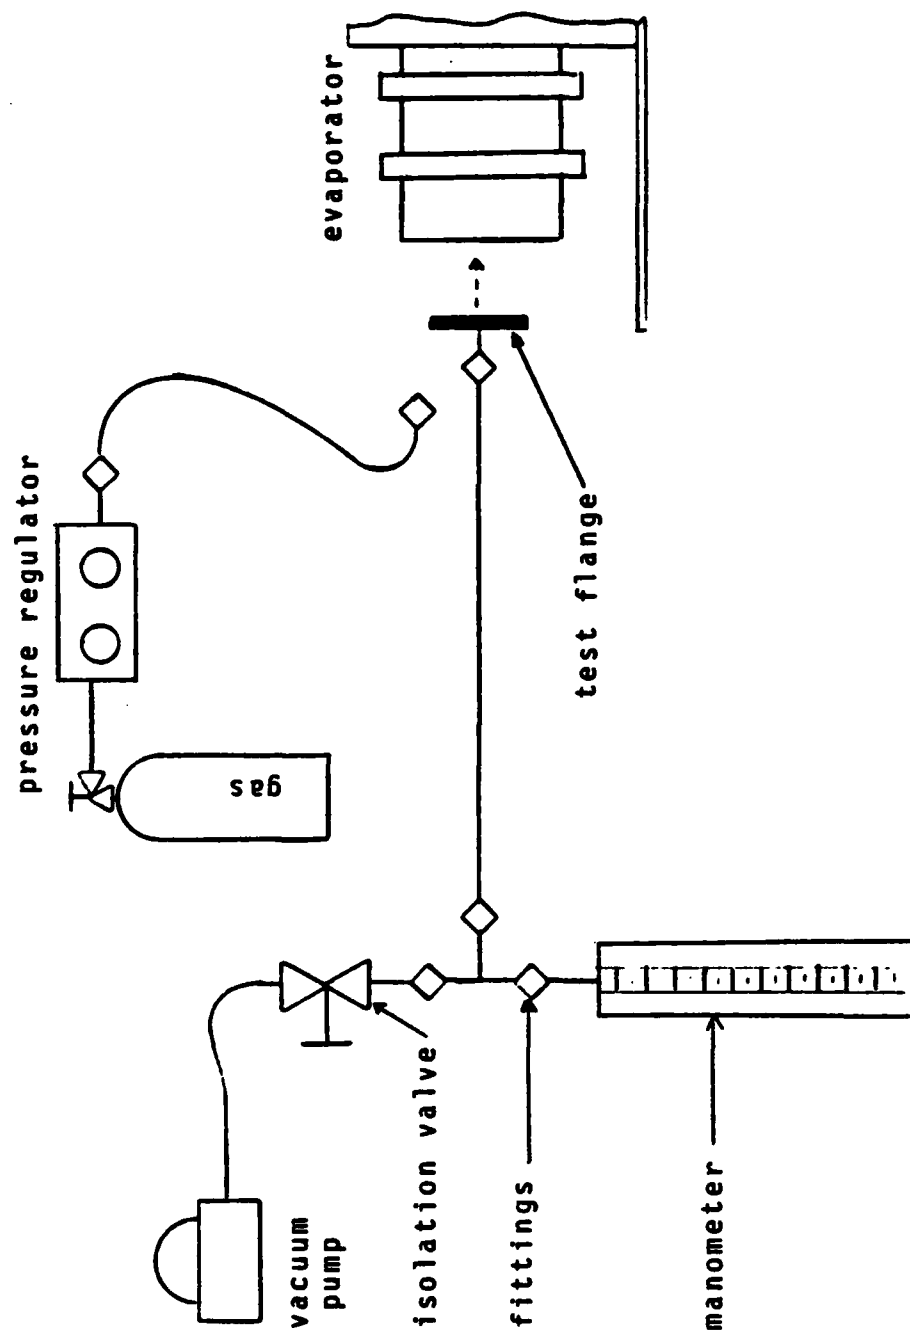 pressure regulator
evaporator
gas
test flange
vacuum
pump
isolation valve
fittings
manometer